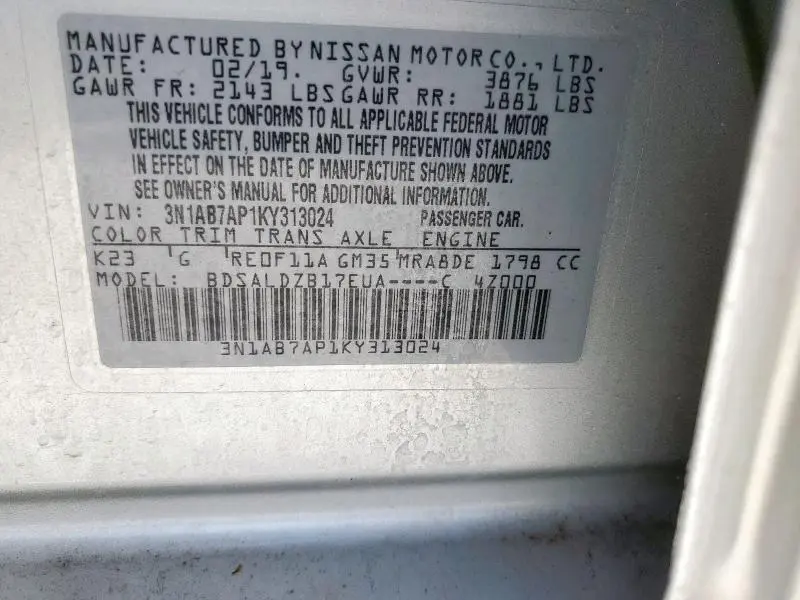 MANUFACTURED BY NISSAN MOTOR CO., LTD.
DATE: 02/19. GVWR: 3876 LBS
GAWR FR: 2143 LBS GAWR RR: 1881 LBS
THIS VEHICLE CONFORMS TO ALL APPLICABLE FEDERAL MOTOR
VEHICLE SAFETY, BUMPER AND THEFT PREVENTION STANDARDS
IN EFFECT ON THE DATE OF MANUFACTURE SHOWN ABOVE.
SEE OWNER'S MANUAL FOR ADDITIONAL INFORMATION.
VIN: 3N1AB7AP1KY313024 PASSENGER CAR.
COLOR TRIM TRANS AXLE ENGINE
K23 G RE0F11A GM35 MRA8DE 1798 CC
MODEL: BDSALDZB17EUA----C 4Z000
3N1AB7AP1KY313024